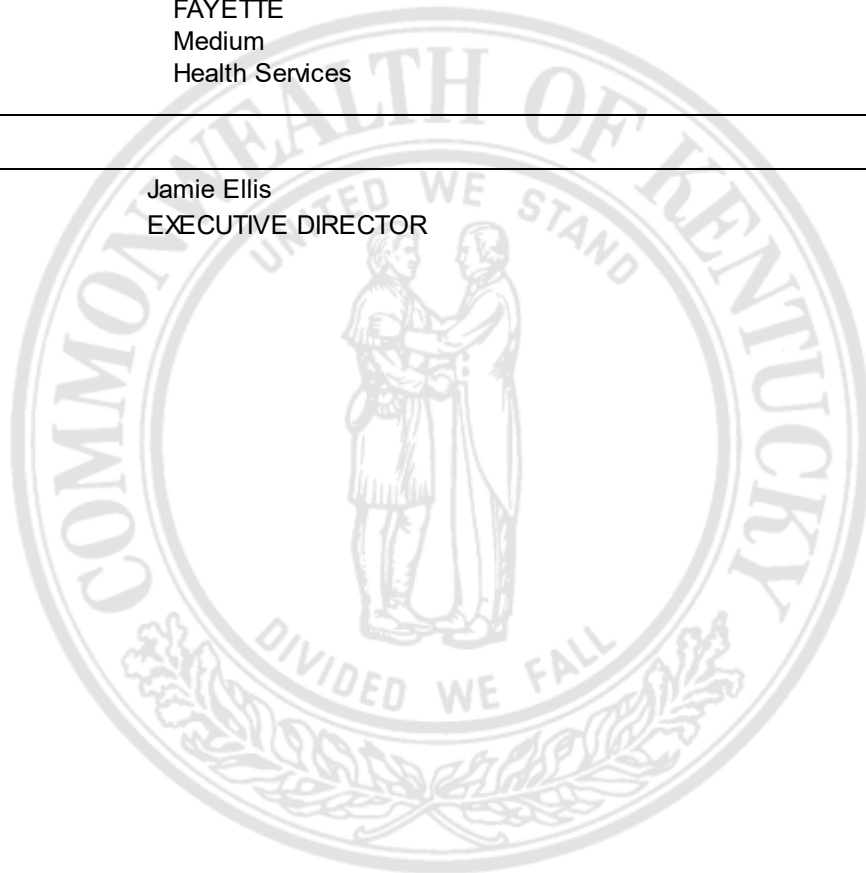 FAYETTE
Medium
Health Services
Jamie Ellis
EXECUTIVE DIRECTOR
COMMONWEALTH OF KENTUCKY
UNITED WE STAND
DIVIDED WE FALL